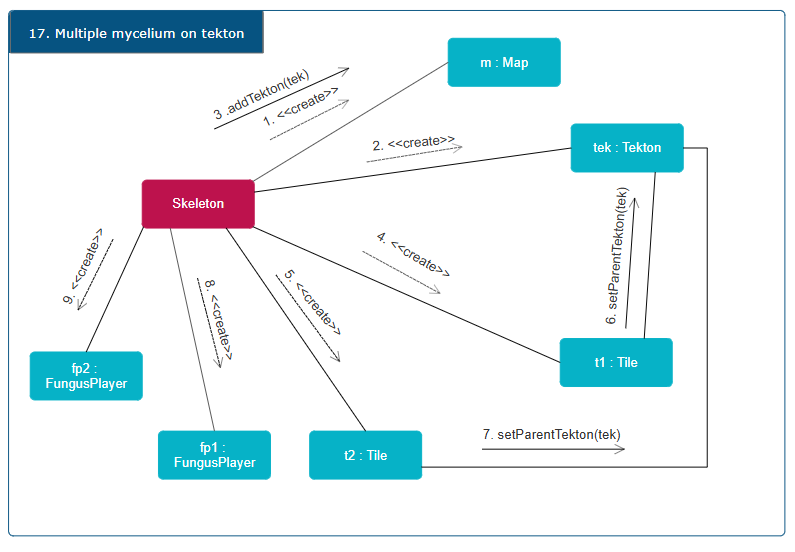 17. Multiple mycelium on tekton
m : Map
3 .addTekton(tek)
1. <<create>>
2. <<create>>
tek : Tekton
Skeleton
4. <<create>>
6. setParentTekton(tek)
9. <<create>>
8. <<create>>
5. <<create>>
fp2 :
FungusPlayer
t1 : Tile
fp1 :
FungusPlayer
t2 : Tile
7. setParentTekton(tek)